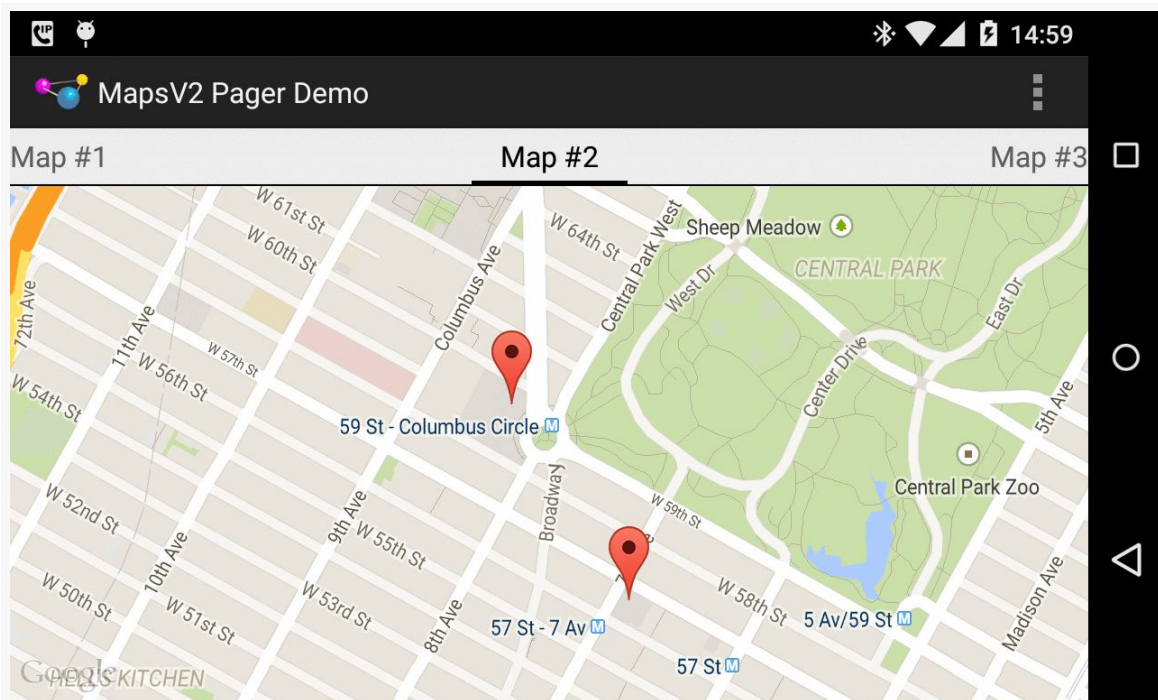 IP
14:59
MapsV2 Pager Demo
Map #1
Map #2
Map #3
W 61st St
W 60th St
W 64th St
Central Park West
Sheep Meadow
CENTRAL PARK
West Dr
East Dr
12th Ave
11th Ave
Columbus Ave
W 57th St
W 56th St
W 54th St
Center Drive
5th Ave
59 St - Columbus Circle M
Central Park Zoo
W 52nd St
9th Ave
Broadway
W 59th St
W 55th St
10th Ave
W 50th St
W 51st St
W 53rd St
8th Ave
W 58th St
Madison Ave
57 St - 7 Av M
5 Av/59 St M
57 St M
Google
HELL'S KITCHEN